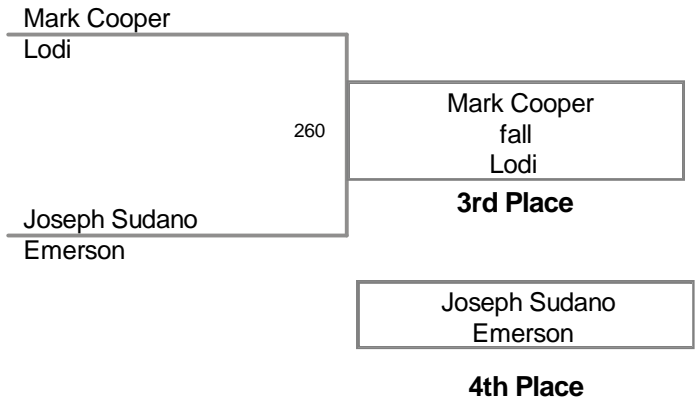 Mark Cooper
Lodi
260
Mark Cooper
fall
Lodi
3rd Place
Joseph Sudano
Emerson
Joseph Sudano
Emerson
4th Place